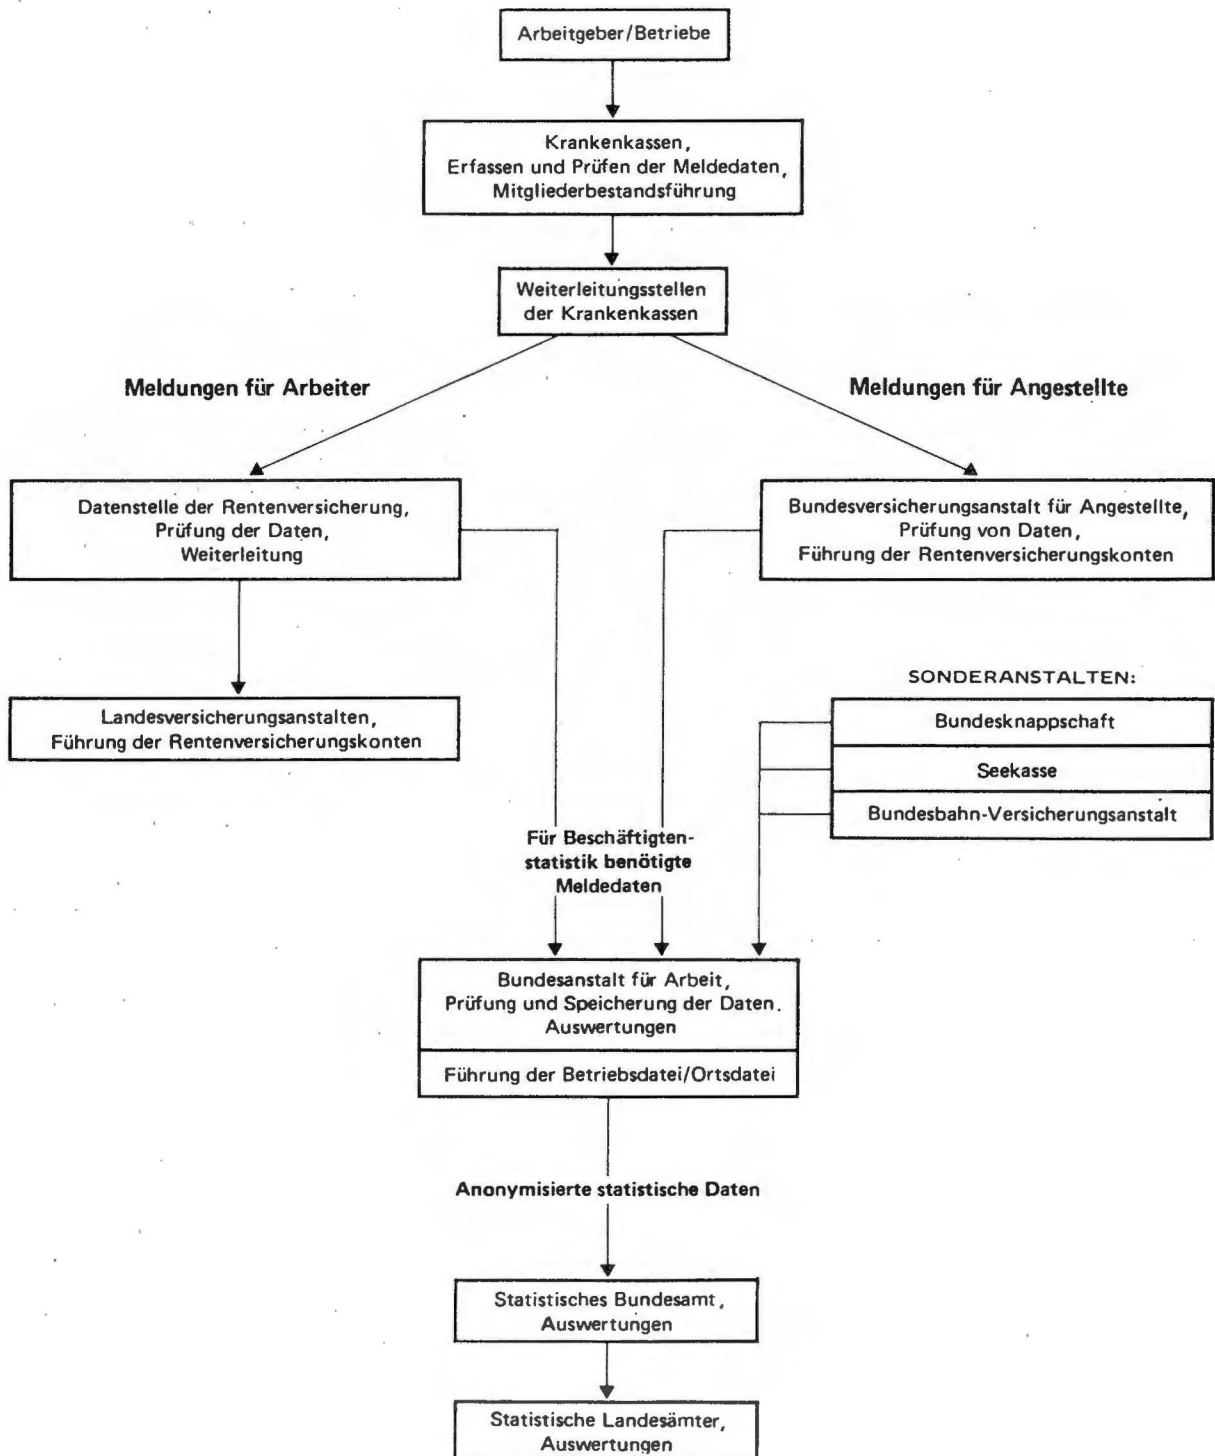 Arbeitgeber/Betriebe
Krankenkassen,
Erfassen und Prüfen der Meldedaten,
Mitgliederbestandsführung
Weiterleitungsstellen
der Krankenkassen
Meldungen für Arbeiter
Meldungen für Angestellte
Datenstelle der Rentenversicherung,
Prüfung der Daten,
Weiterleitung
Bundesversicherungsanstalt für Angestellte,
Prüfung von Daten,
Führung der Rentenversicherungskonten
Landesversicherungsanstalten,
Führung der Rentenversicherungskonten
SONDERANSTALTEN:
Bundesknappschaft
Seekasse
Bundesbahn-Versicherungsanstalt
Für Beschäftigten-
statistik benötigte
Meldedaten
Bundesanstalt für Arbeit,
Prüfung und Speicherung der Daten.
Auswertungen
Führung der Betriebsdatei/Ortsdatei
Anonymisierte statistische Daten
Statistisches Bundesamt,
Auswertungen
Statistische Landesämter,
Auswertungen